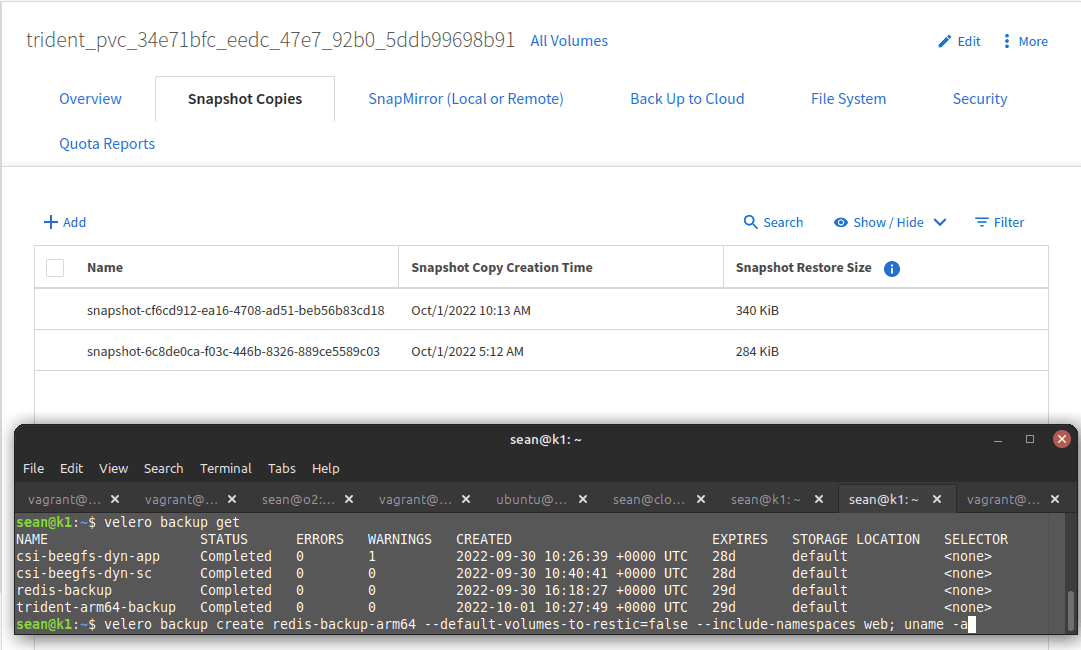 trident_pvc_34e71bfc_eedc_47e7_92b0_5ddb99698b91 All Volumes Edit More
Overview Snapshot Copies SnapMirror (Local or Remote) Back Up to Cloud File System Security
Quota Reports
Add Search Show / Hide Filter
Name Snapshot Copy Creation Time Snapshot Restore Size
snapshot-cf6cd912-ea16-4708-ad51-beb56b83cd18 Oct/1/2022 10:13 AM 340 KiB
snapshot-6c8de0ca-f03c-446b-8326-889ce5589c03 Oct/1/2022 5:12 AM 284 KiB
sean@k1: ~
File Edit View Search Terminal Tabs Help
vagrant@... vagrant@... sean@o2:... vagrant@... ubuntu@... sean@clo... sean@k1: ~ sean@k1: ~ vagrant@...
sean@k1:~$ velero backup get
NAME STATUS ERRORS WARNINGS CREATED EXPIRES STORAGE LOCATION SELECTOR
csi-beegfs-dyn-app Completed 0 1 2022-09-30 10:26:39 +0000 UTC 28d default <none>
csi-beegfs-dyn-sc Completed 0 0 2022-09-30 10:40:41 +0000 UTC 28d default <none>
redis-backup Completed 0 0 2022-09-30 16:18:27 +0000 UTC 29d default <none>
trident-arm64-backup Completed 0 0 2022-10-01 10:27:49 +0000 UTC 29d default <none>
sean@k1:~$ velero backup create redis-backup-arm64 --default-volumes-to-restic=false --include-namespaces web; uname -a